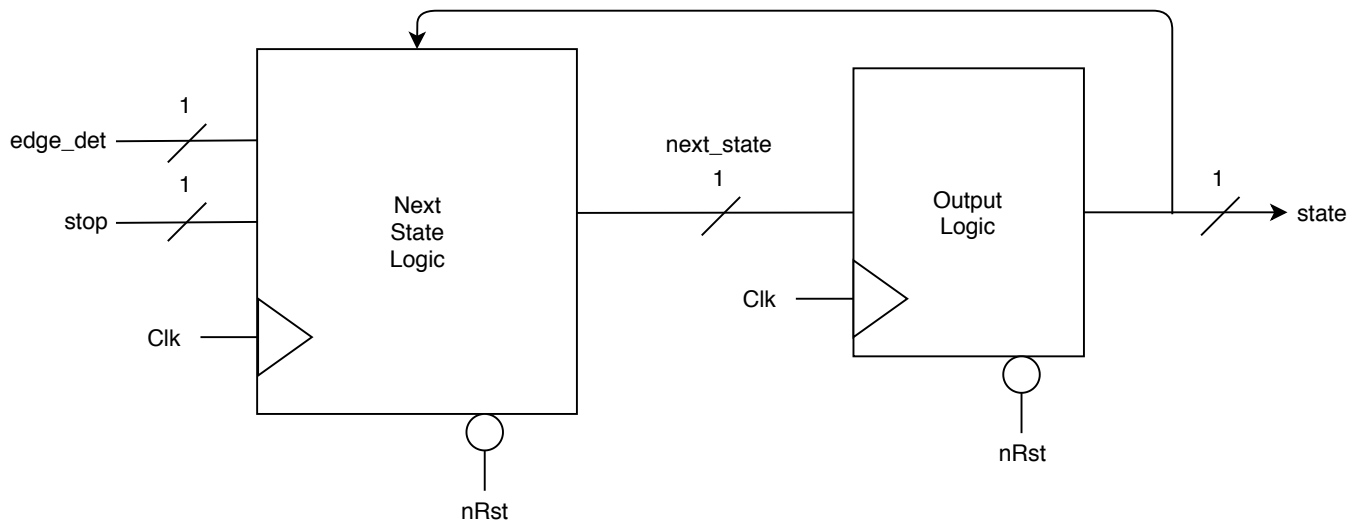 1
edge_det
1
stop
Next
State
Logic
Clk
nRst
next_state
1
Output
Logic
Clk
nRst
1
state